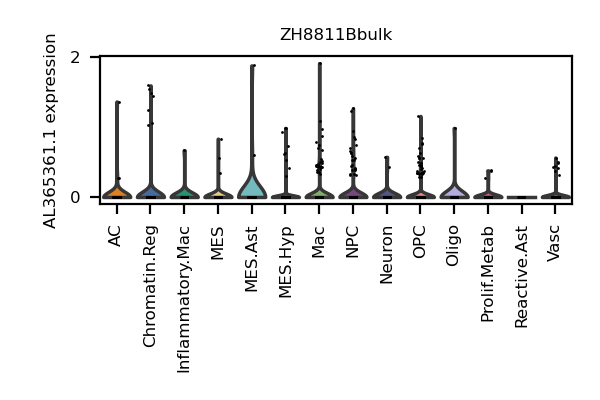 ZH8811Bbulk
AL365361.1 expression
2
0
AC
Chromatin.Reg
Inflammatory.Mac
MES
MES.Ast
MES.Hyp
Mac
NPC
Neuron
OPC
Oligo
Prolif.Metab
Reactive.Ast
Vasc